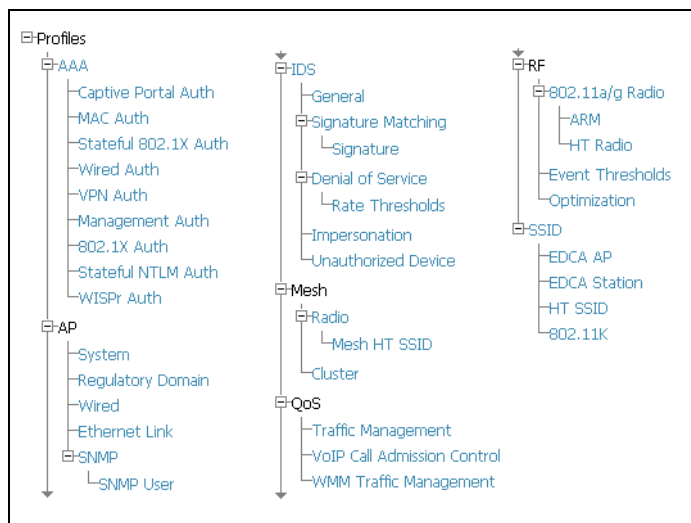 Profiles
AAA
Captive Portal Auth
MAC Auth
Stateful 802.1X Auth
Wired Auth
VPN Auth
Management Auth
802.1X Auth
Stateful NTLM Auth
WISPr Auth
AP
System
Regulatory Domain
Wired
Ethernet Link
SNMP
SNMP User
IDS
General
Signature Matching
Signature
Denial of Service
Rate Thresholds
Impersonation
Unauthorized Device
Mesh
Radio
Mesh HT SSID
Cluster
QoS
Traffic Management
VoIP Call Admission Control
WMM Traffic Management
RF
802.11a/g Radio
ARM
HT Radio
Event Thresholds
Optimization
SSID
EDCA AP
EDCA Station
HT SSID
802.11K